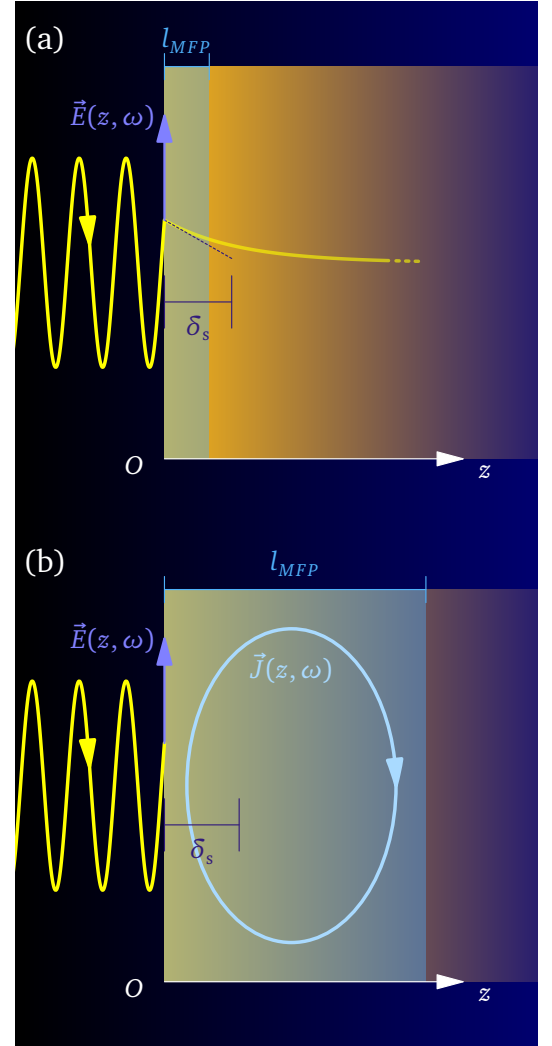 (a)
l_MFP
E⃗(z, ω)
δ_s
O
z
(b)
l_MFP
E⃗(z, ω)
J⃗(z, ω)
δ_s
O
z